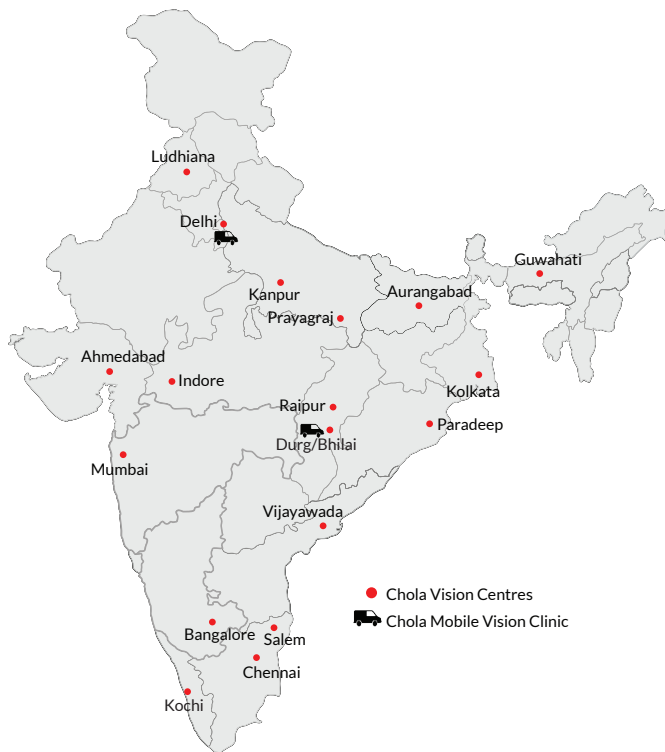 Ludhiana
Delhi
Guwahati
Kanpur
Aurangabad
Prayagraj
Ahmedabad
Indore
Kolkata
Raipur
Paradeep
Durg/Bhilai
Mumbai
Vijayawada
Chola Vision Centres
Chola Mobile Vision Clinic
Bangalore
Salem
Chennai
Kochi